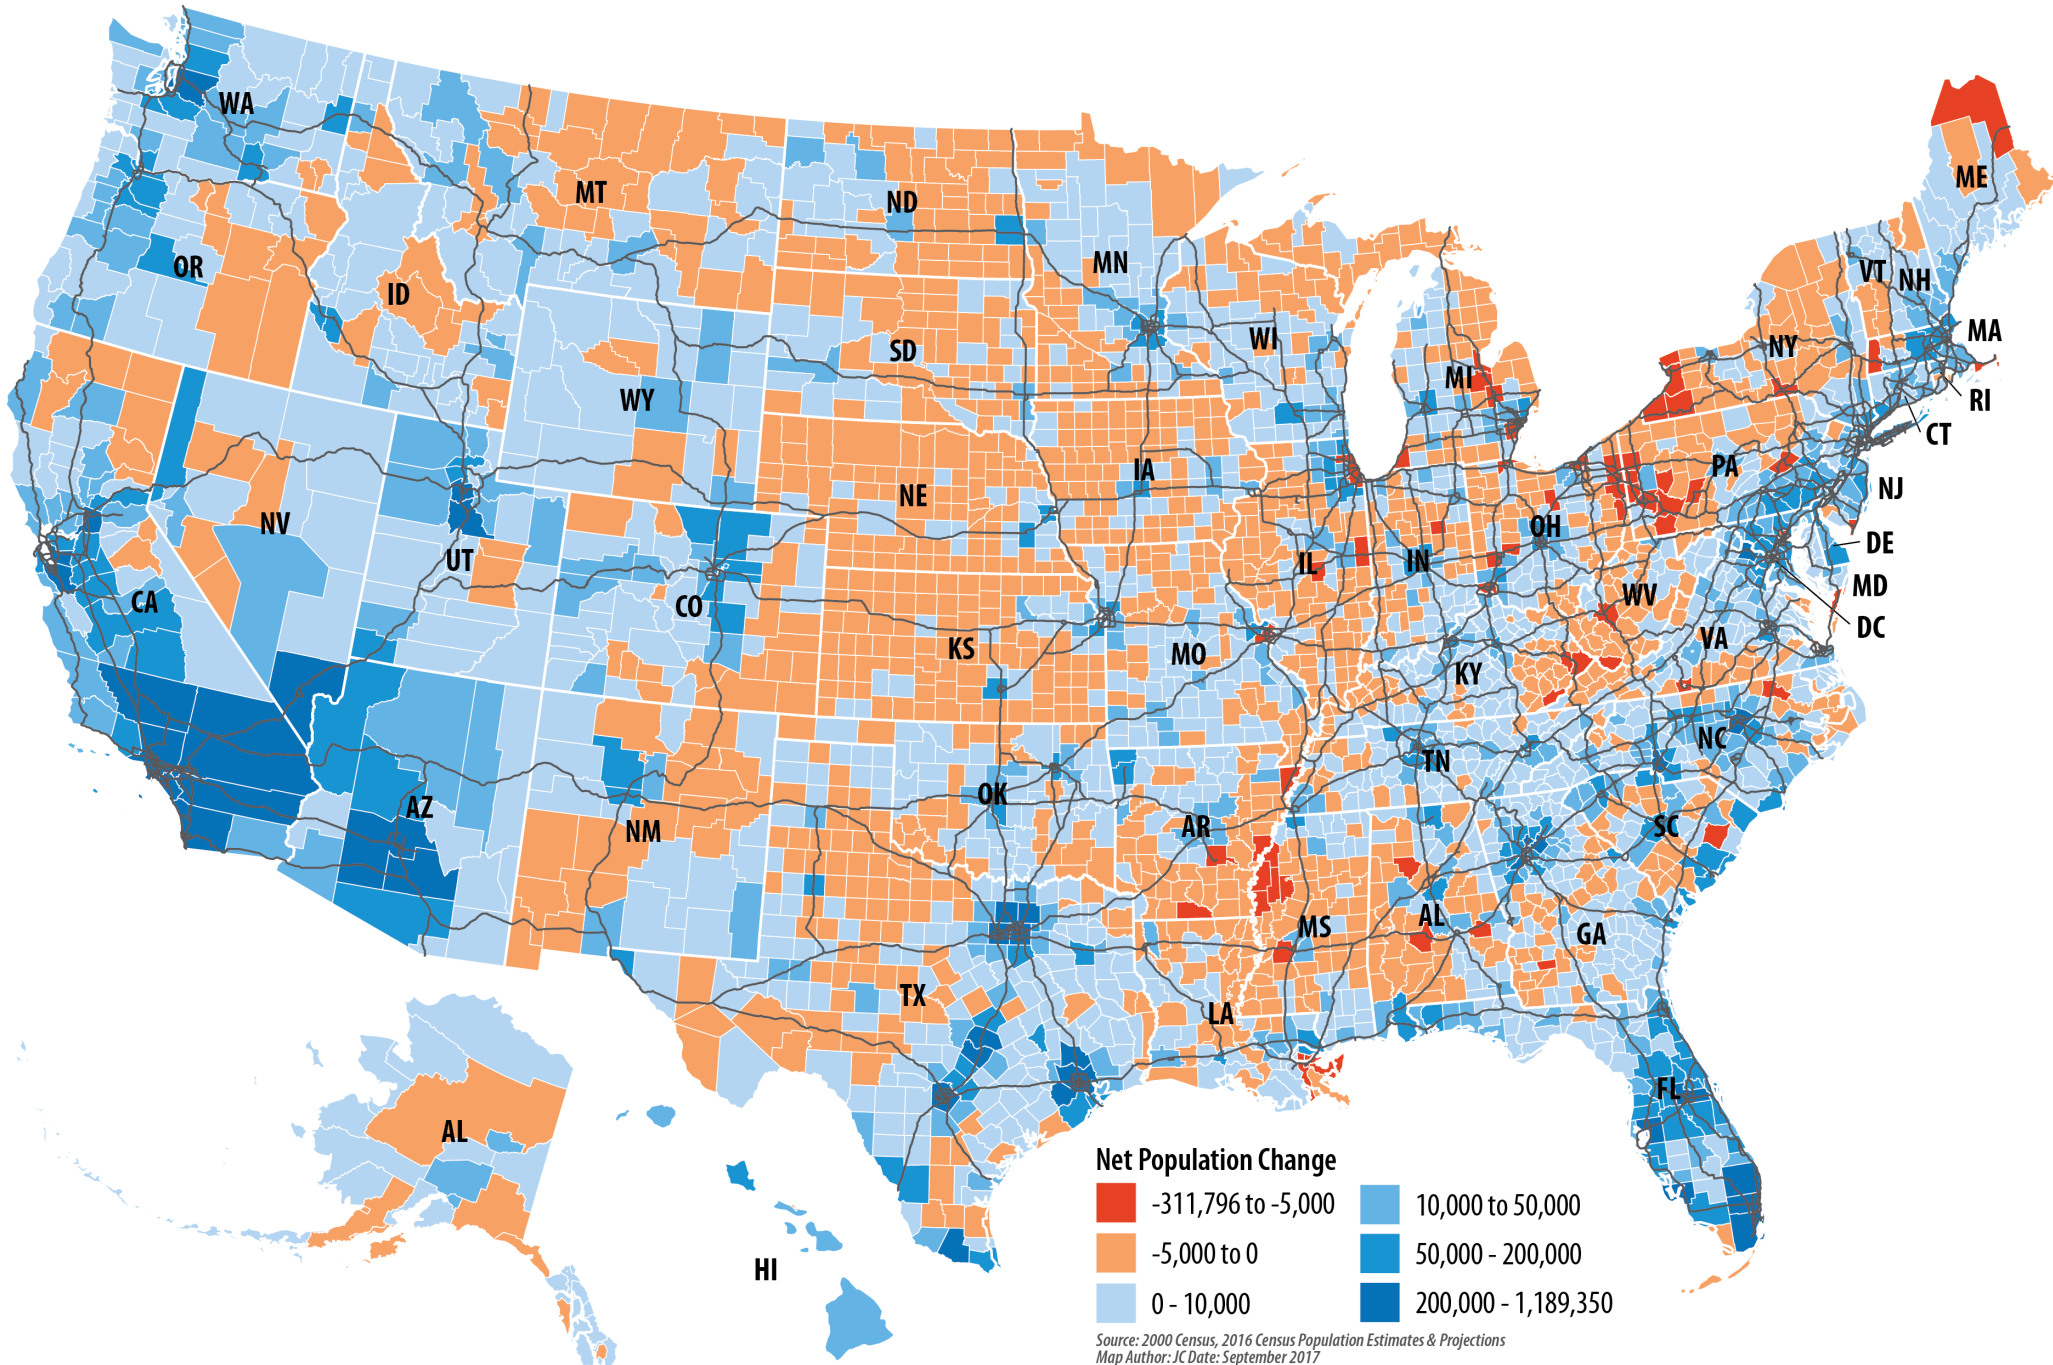 WA
MT
ND
ME
OR
ID
MN
VT
NH
WI
SD
NY
MA
MI
WY
RI
CT
IA
PA
NE
NJ
NV
OH
UT
IL
IN
DE
CA
CO
WV
MD
DC
KS
MO
VA
KY
NC
TN
OK
AZ
NM
AR
SC
MS
AL
GA
TX
LA
FL
AL
HI
Net Population Change
-311,796 to -5,000
-5,000 to 0
0 - 10,000
10,000 to 50,000
50,000 - 200,000
200,000 - 1,189,350
Source: 2000 Census, 2016 Census Population Estimates & Projections
Map Author: JC Date: September 2017